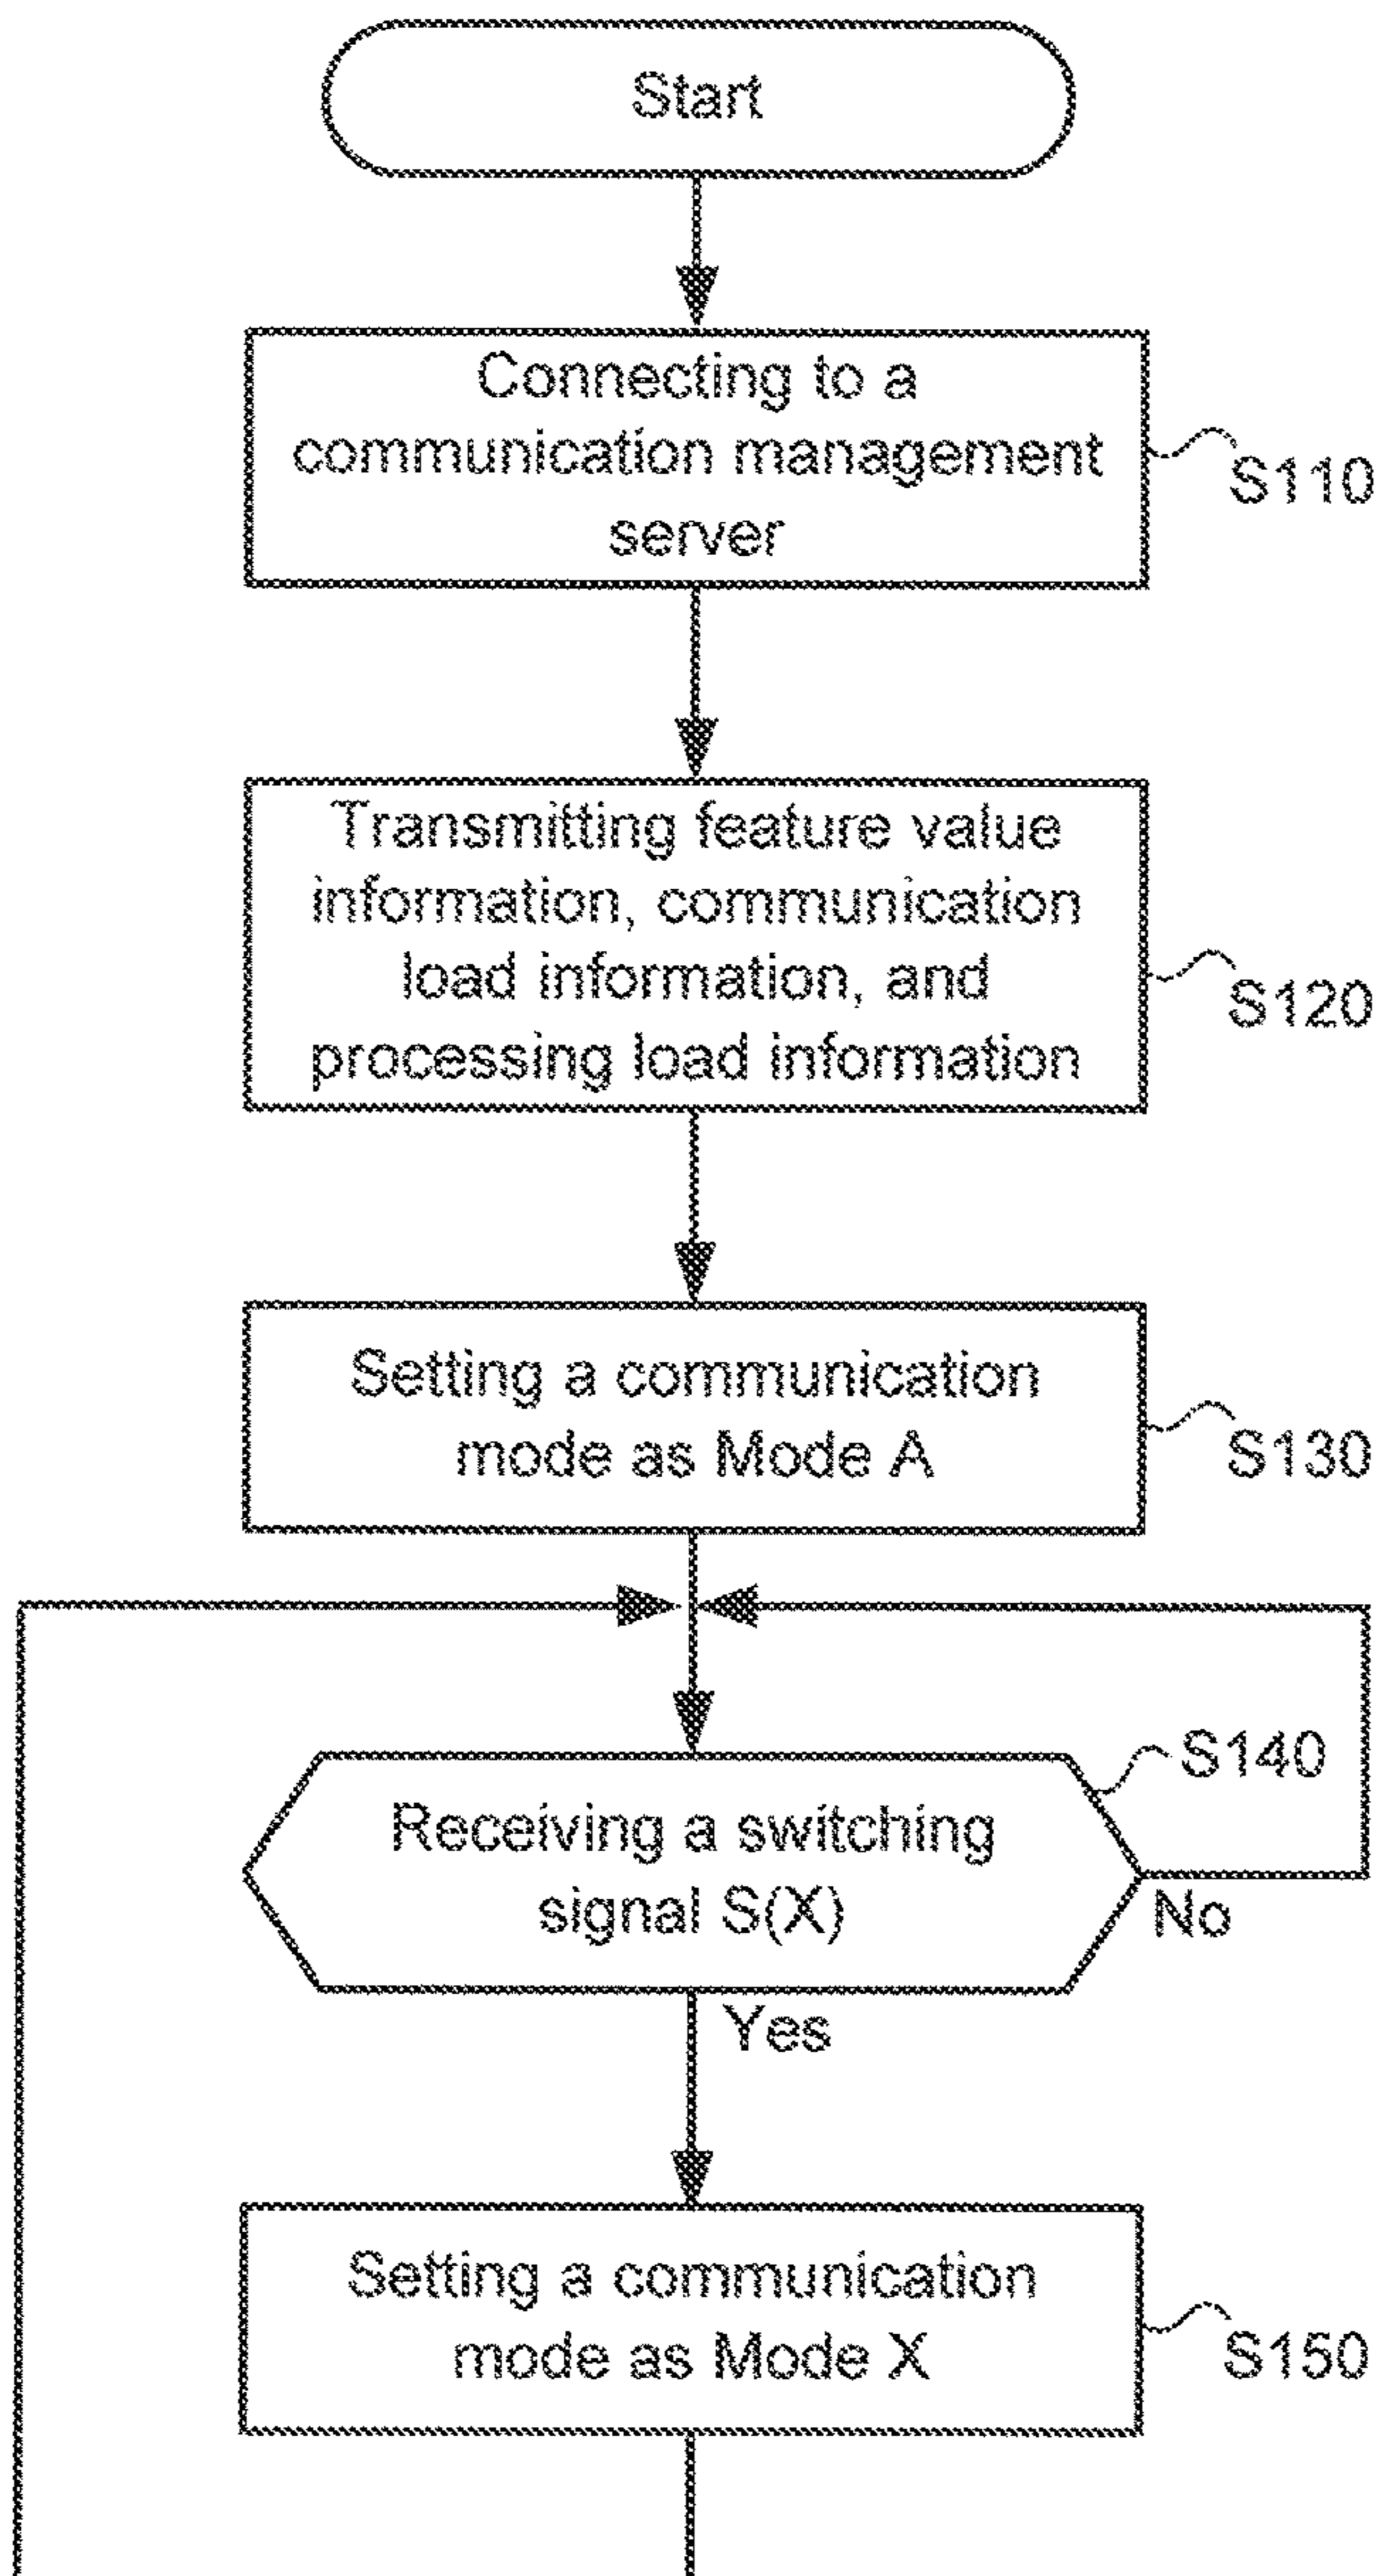 Start
Connecting to a
communication management
server
S110
Transmitting feature value
information, communication
load information, and
processing load information
S120
Setting a communication
mode as Mode A
S130
S140
Receiving a switching
signal S(X)
No
Yes
Setting a communication
mode as Mode X
S150